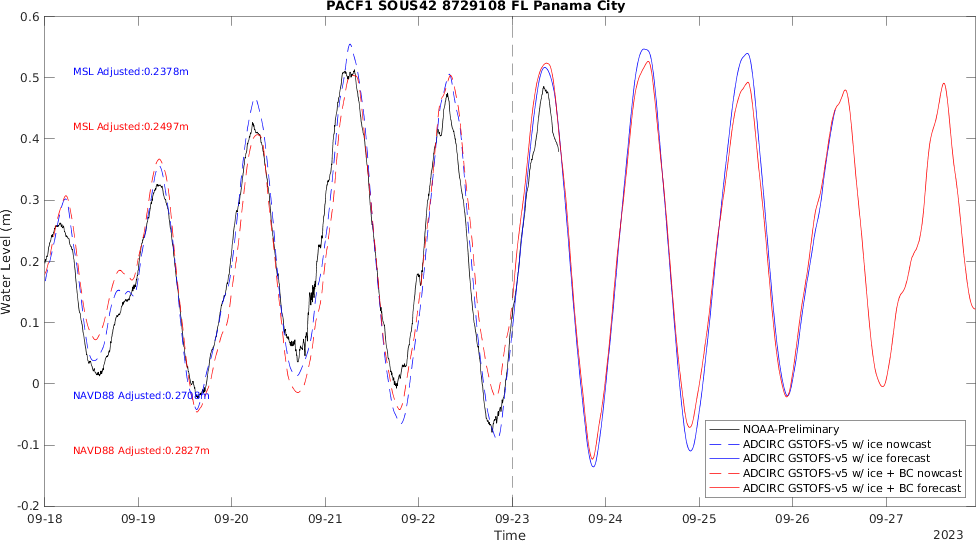 PACF1 SOUS42 8729108 FL Panama City
0.6
0.5
0.4
0.3
0.2
0.1
0
-0.1
-0.2
Water Level (m)
MSL Adjusted:0.2378m
MSL Adjusted:0.2497m
NAVD88 Adjusted:0.2708m
NAVD88 Adjusted:0.2827m
NOAA-Preliminary
ADCIRC GSTOFS-v5 w/ ice nowcast
ADCIRC GSTOFS-v5 w/ ice forecast
ADCIRC GSTOFS-v5 w/ ice + BC nowcast
ADCIRC GSTOFS-v5 w/ ice + BC forecast
09-18 09-19 09-20 09-21 09-22 09-23 09-24 09-25 09-26 09-27
Time
2023